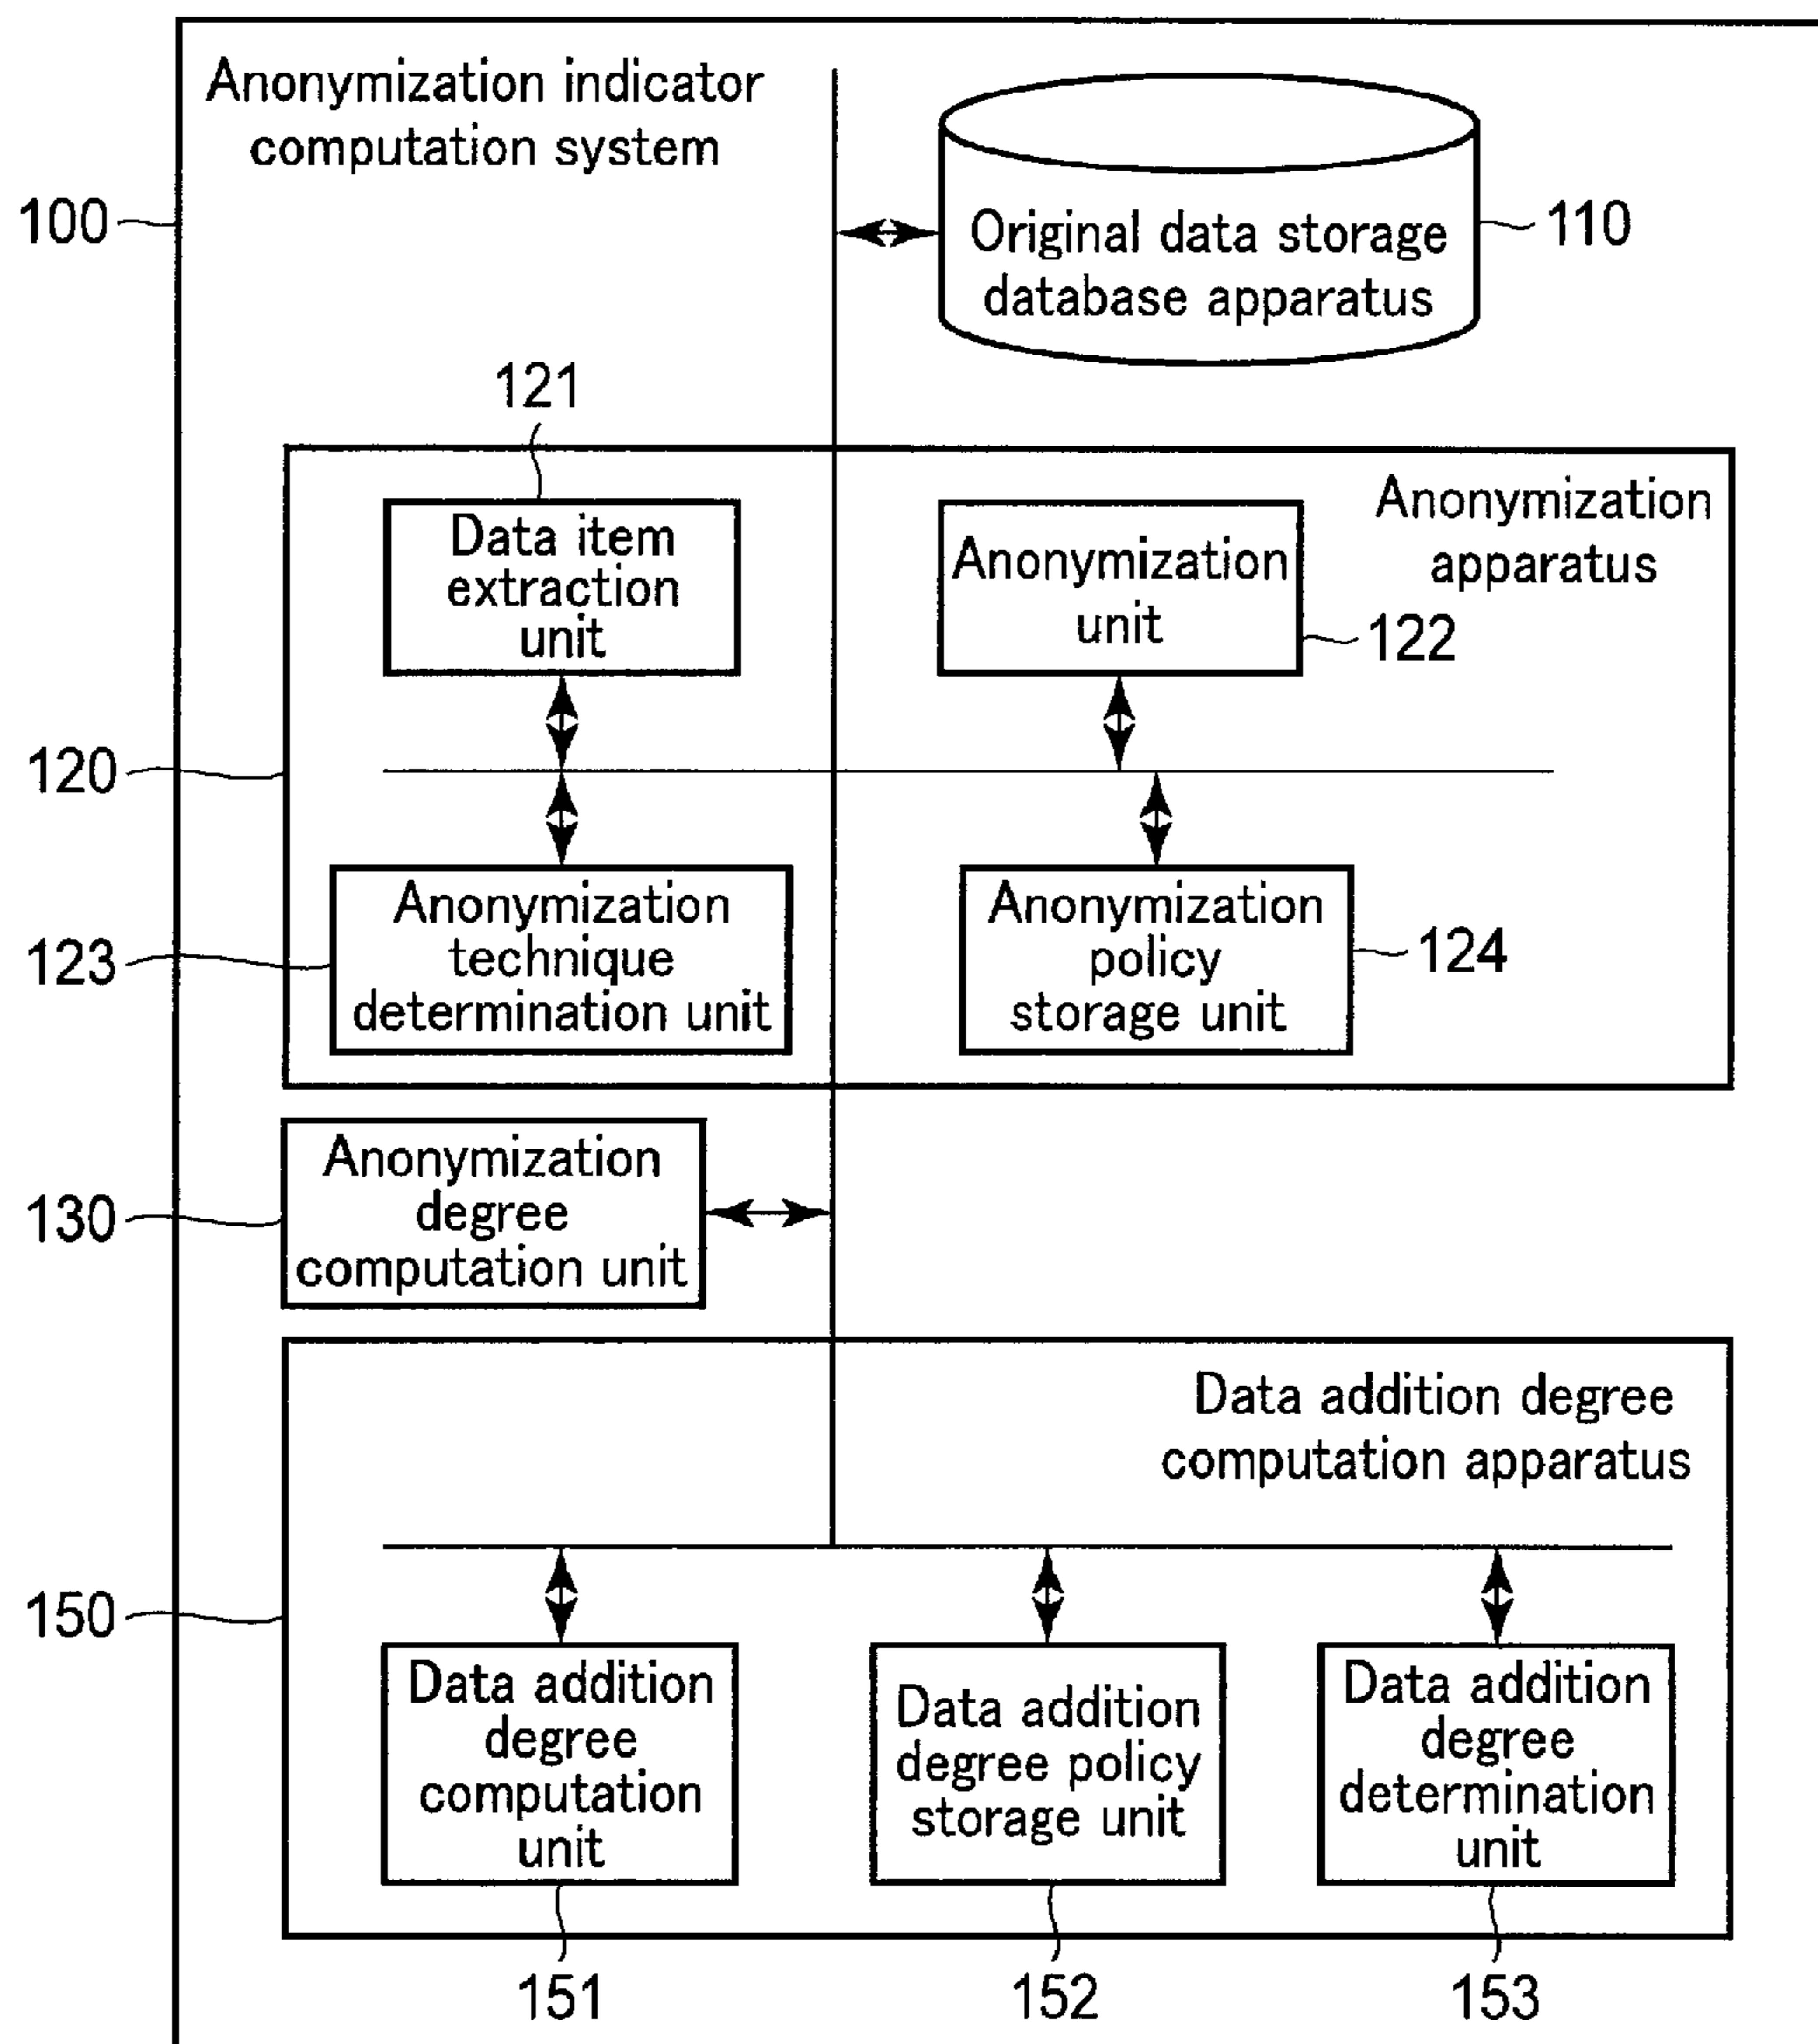 Anonymization indicator
computation system
100
Original data storage
database apparatus
110
121
Data item
extraction
unit
Anonymization
unit
Anonymization
apparatus
122
120
Anonymization
technique
determination unit
123
Anonymization
policy
storage unit
124
Anonymization
degree
computation unit
130
Data addition degree
computation apparatus
150
Data addition
degree
computation
unit
Data addition
degree policy
storage unit
Data addition
degree
determination
unit
151
152
153